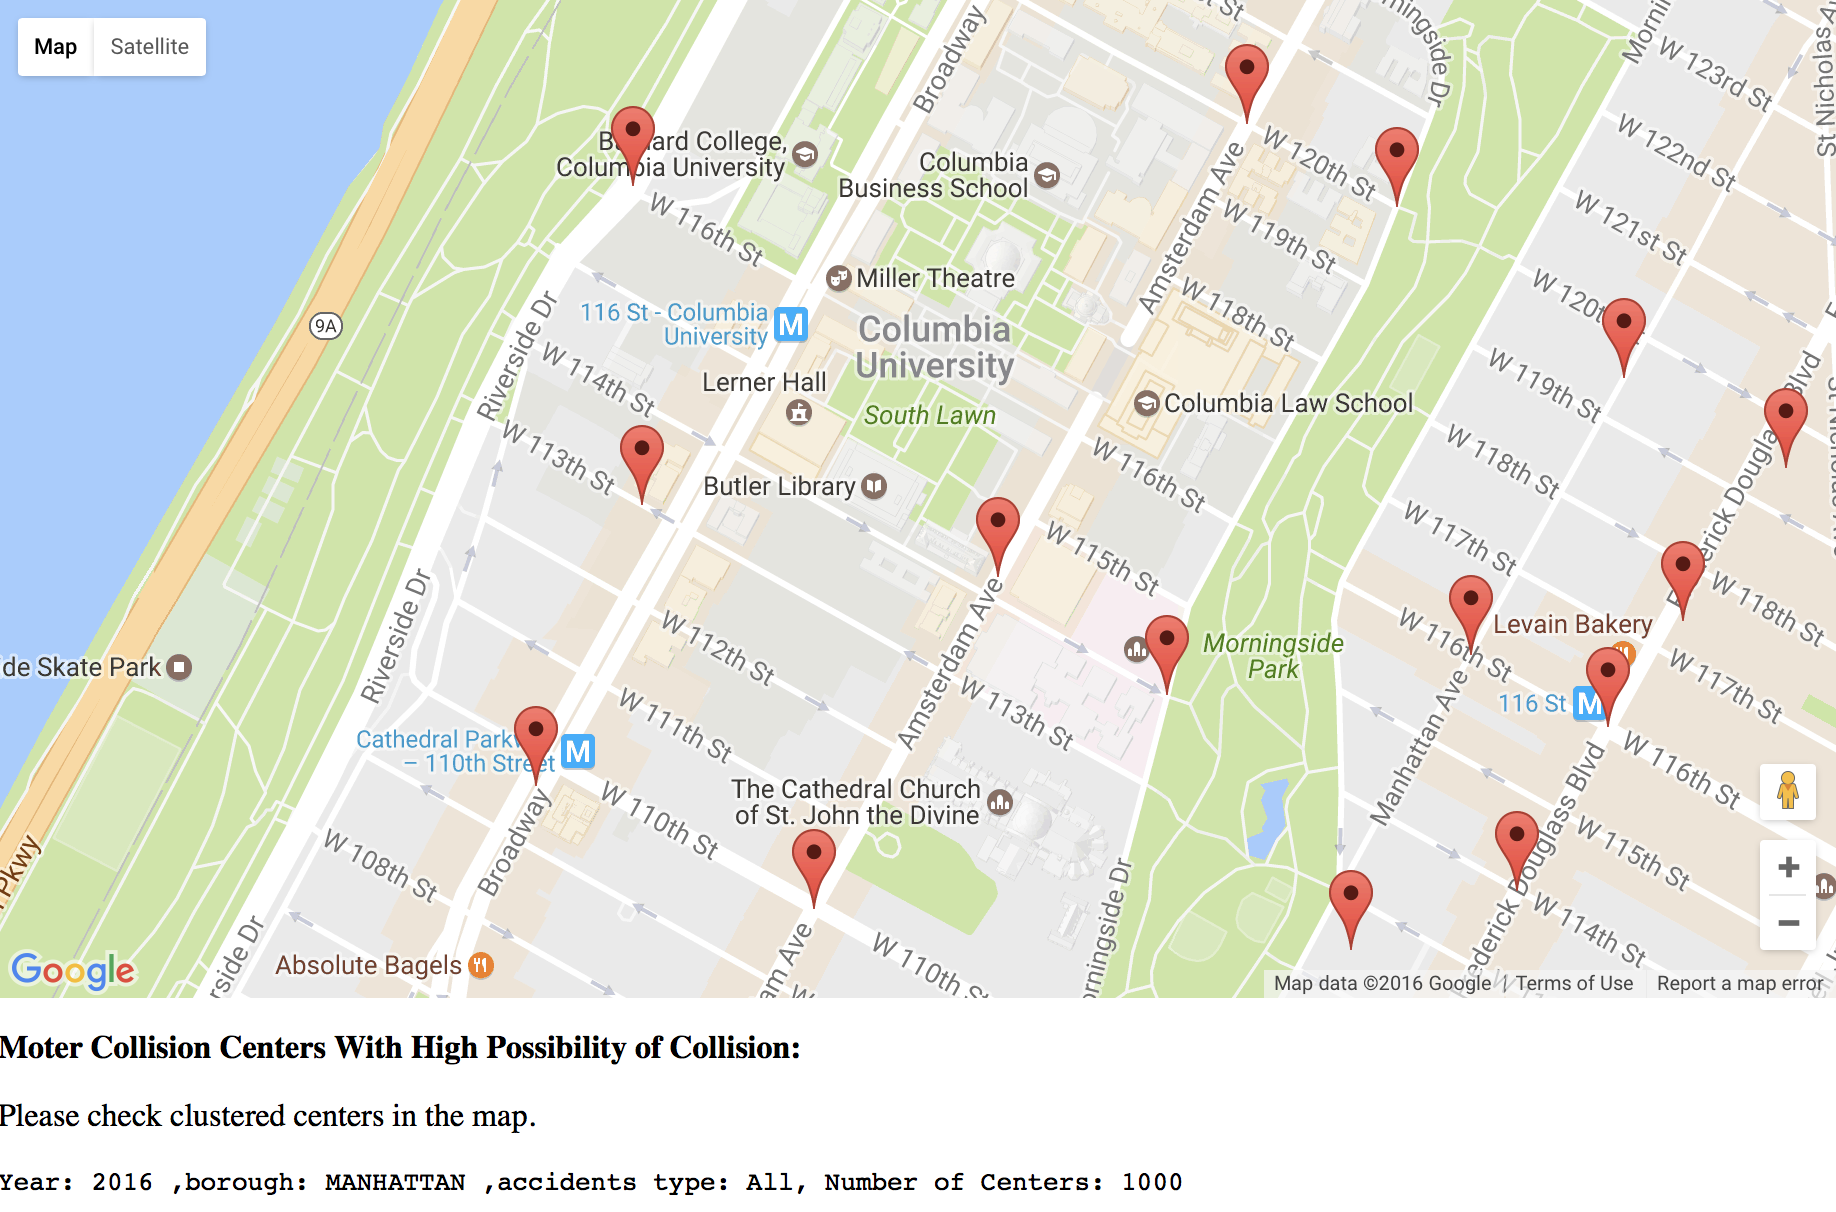 Map
Satellite
Broadway
W 123rd St
St Nicholas
W 122nd St
Barnard College,
Columbia University
Columbia
Business School
W 120th St
Amsterdam Ave
W 116th St
W 119th St
W 121st St
Miller Theatre
W 118th St
W 120th
116 St - Columbia
University
9A
Columbia
University
Riverside Dr
W 114th St
Lerner Hall
South Lawn
Columbia Law School
W 119th St
W 113th St
W 116th St
W 118th St
Butler Library
W 115th St
W 117th St
W 118th St
Riverside Dr
W 112th St
Amsterdam Ave
Morningside
Park
W 116th St
Levain Bakery
W 117th St
de Skate Park
W 111th St
W 113th St
116 St
Manhattan Ave
Cathedral Parkw
– 110th Street
W 116th St
The Cathedral Church
of St. John the Divine
W 110th St
Broadway
W 108th St
W 115th St
ederick Douglass Blvd
Pkwy
W 114th St
rside Dr
am Ave
W 110th St
orningside Dr
Absolute Bagels
Google
Map data ©2016 Google
Terms of Use
Report a map error
Moter Collision Centers With High Possibility of Collision:
Please check clustered centers in the map.
Year: 2016 ,borough: MANHATTAN ,accidents type: All, Number of Centers: 1000